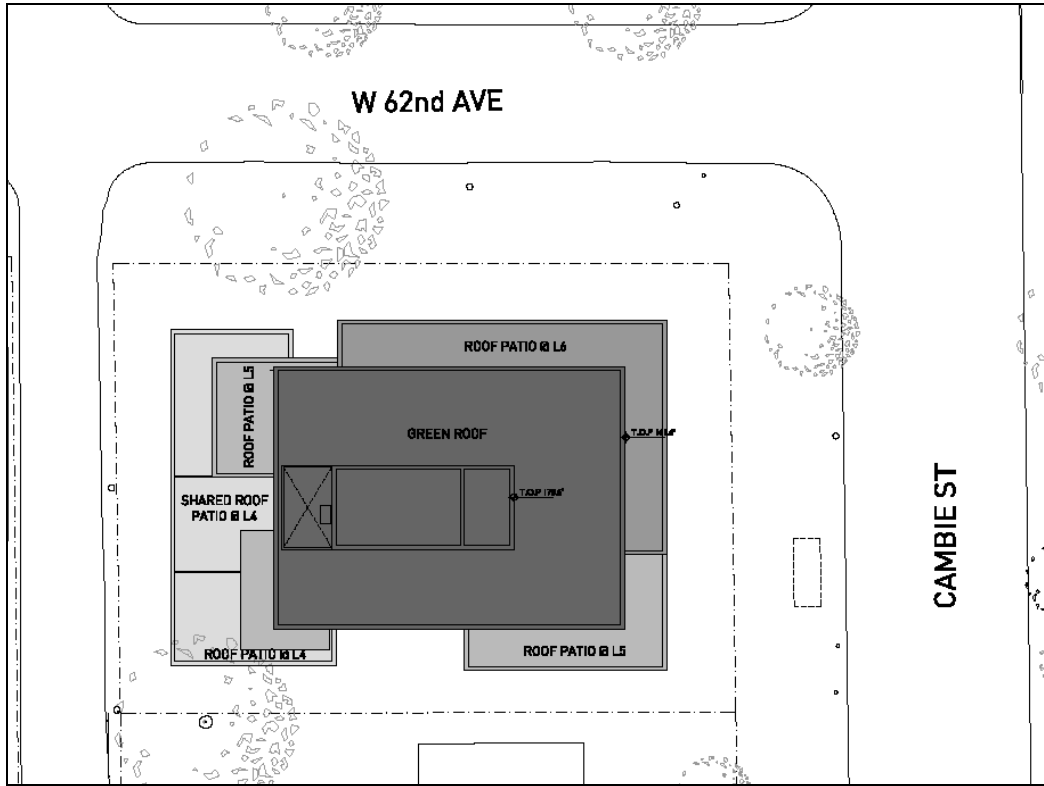 W 62nd AVE
ROOF PATIO @ L6
ROOF PATIO @ L5
GREEN ROOF
T.O.P
SHARED ROOF
PATIO @ L4
T.O.P
CAMBIE ST
ROOF PATIO @ L4
ROOF PATIO @ L5